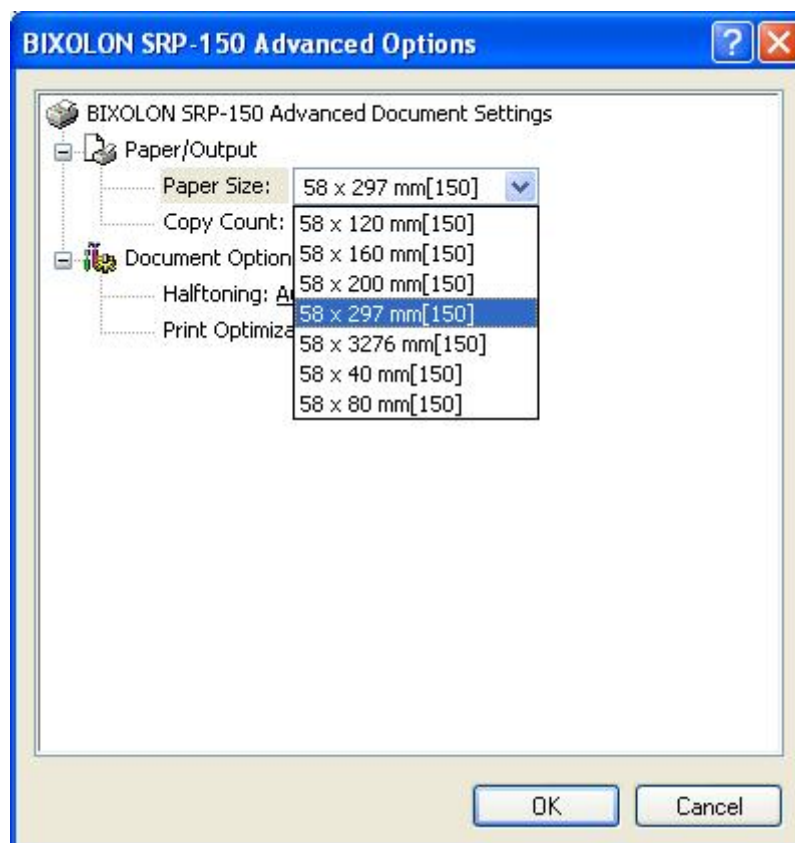 BIXOLON SRP-150 Advanced Options
BIXOLON SRP-150 Advanced Document Settings
Paper/Output
Paper Size: 58 x 297 mm[150]
Copy Count:
58 x 120 mm[150]
58 x 160 mm[150]
58 x 200 mm[150]
58 x 297 mm[150]
58 x 3276 mm[150]
58 x 40 mm[150]
58 x 80 mm[150]
Document Option
Halftoning:
Print
OK Cancel